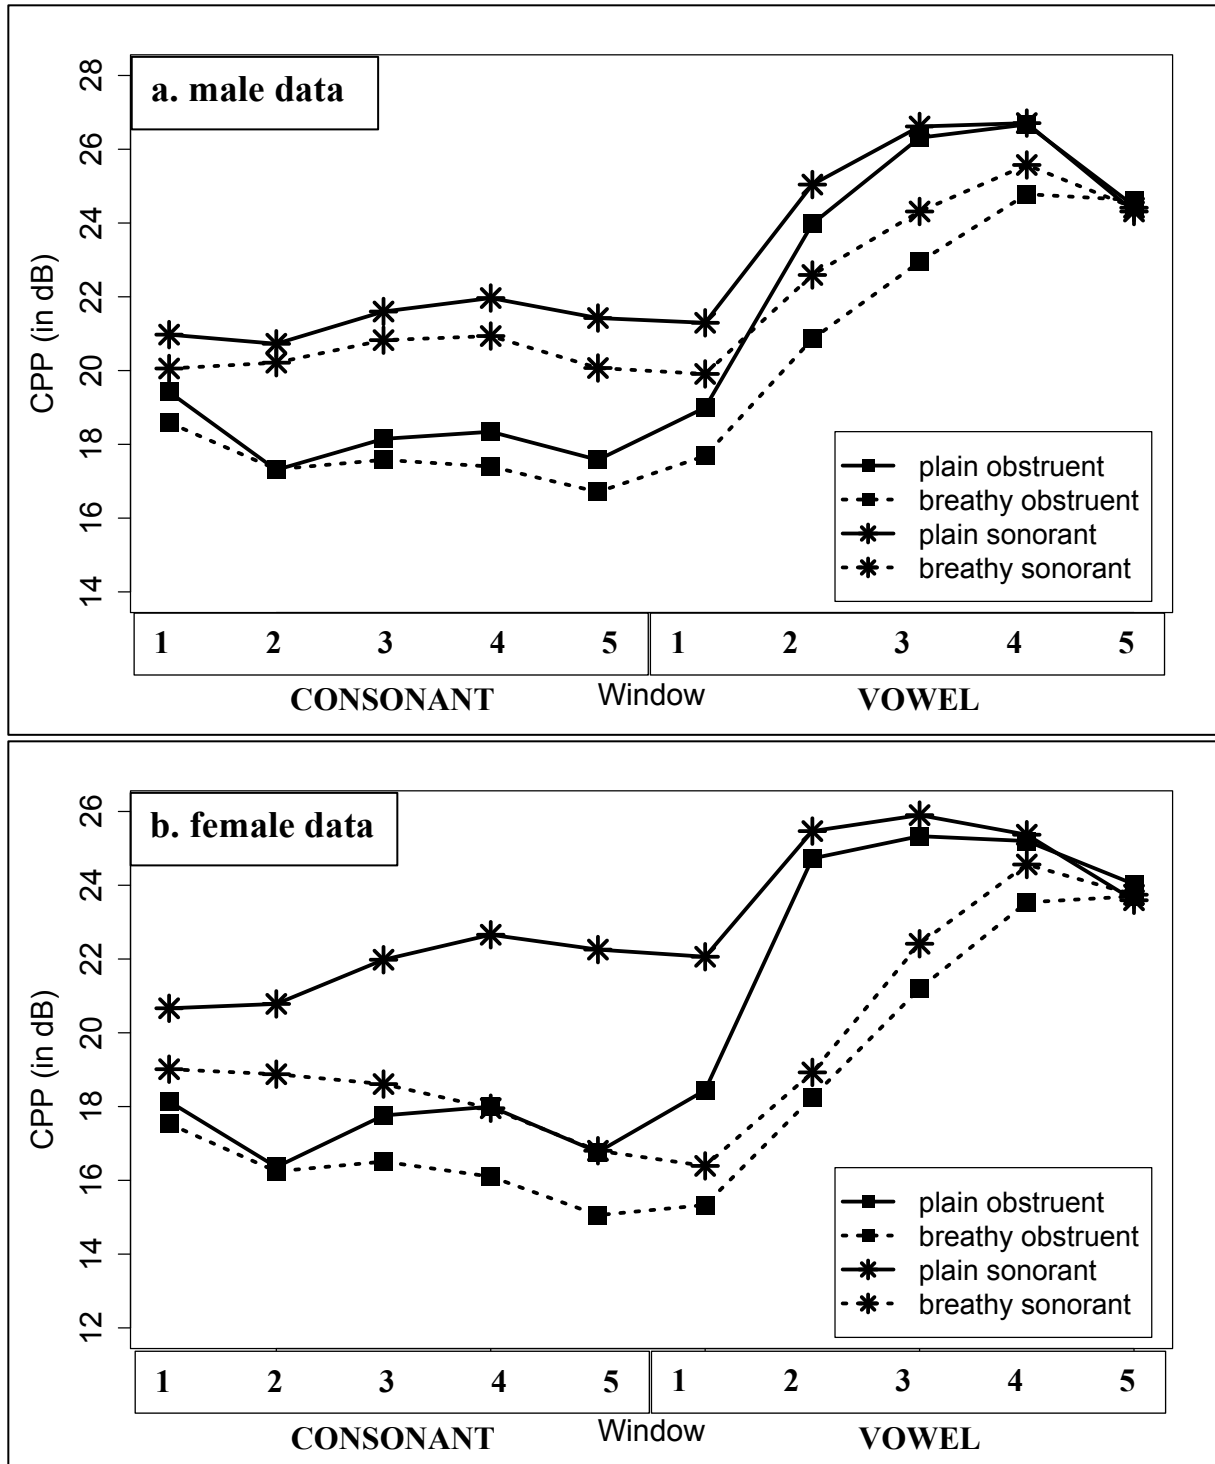 a. male data
CPP (in dB)
28
26
24
22
20
18
16
14
plain obstruent
breathy obstruent
plain sonorant
breathy sonorant
1 2 3 4 5 1 2 3 4 5
CONSONANT Window VOWEL
b. female data
CPP (in dB)
26
24
22
20
18
16
14
12
plain obstruent
breathy obstruent
plain sonorant
breathy sonorant
1 2 3 4 5 1 2 3 4 5
CONSONANT Window VOWEL